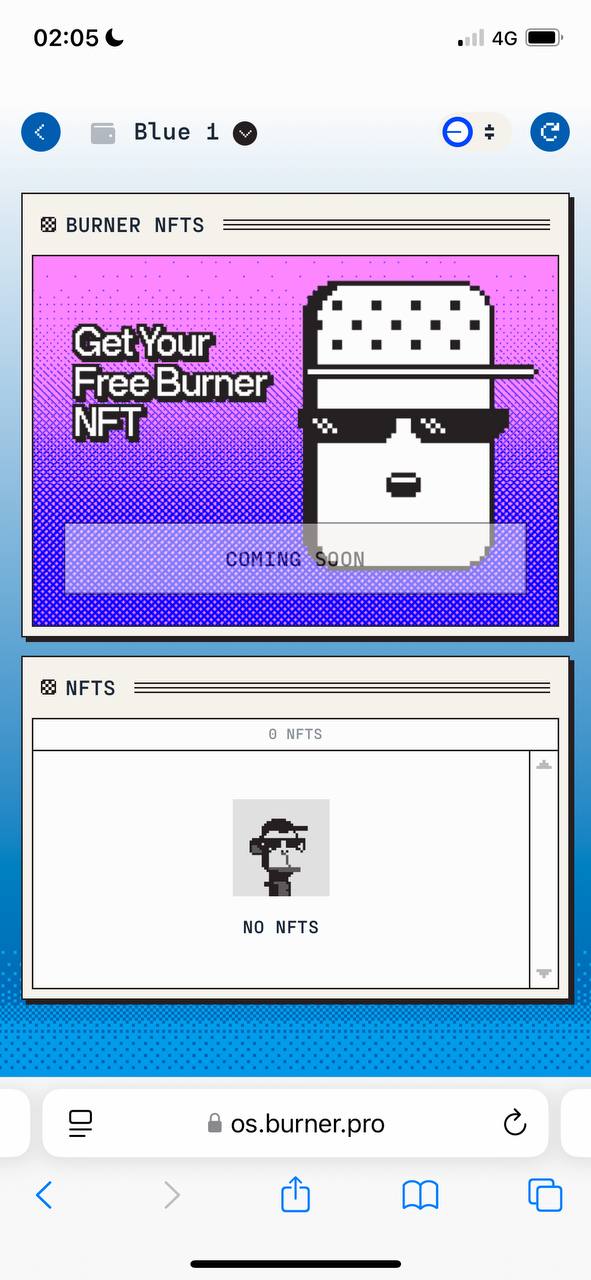 02:05
4G
Blue 1
BURNER NFTS
Get Your
Free Burner
NFT
COMING SOON
NFTS
0 NFTS
NO NFTS
os.burner.pro